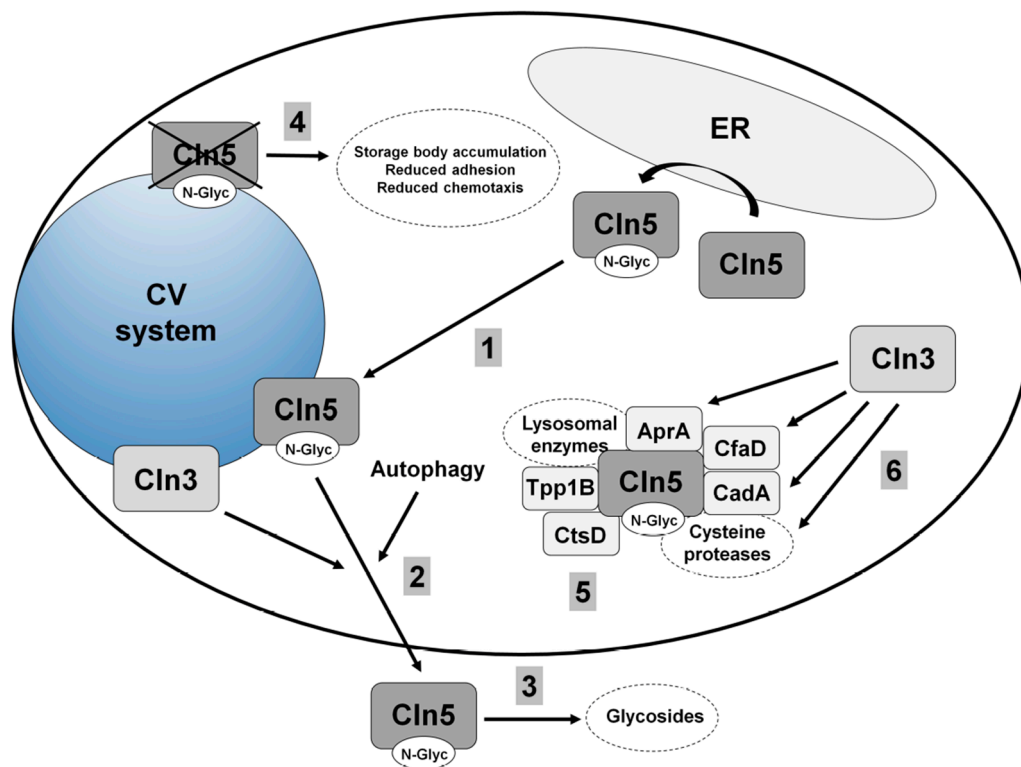 4
Cln5
N-Glyc
Storage body accumulation
Reduced adhesion
Reduced chemotaxis
ER
Cln5
N-Glyc
Cln5
CV
system
1
Cln3
Cln5
N-Glyc
Cln3
Autophagy
2
Lysosomal
enzymes
AprA
CfaD
Tpp1B
Cln5
N-Glyc
CadA
CtsD
Cysteine
proteases
6
5
Cln5
N-Glyc
3
Glycosides